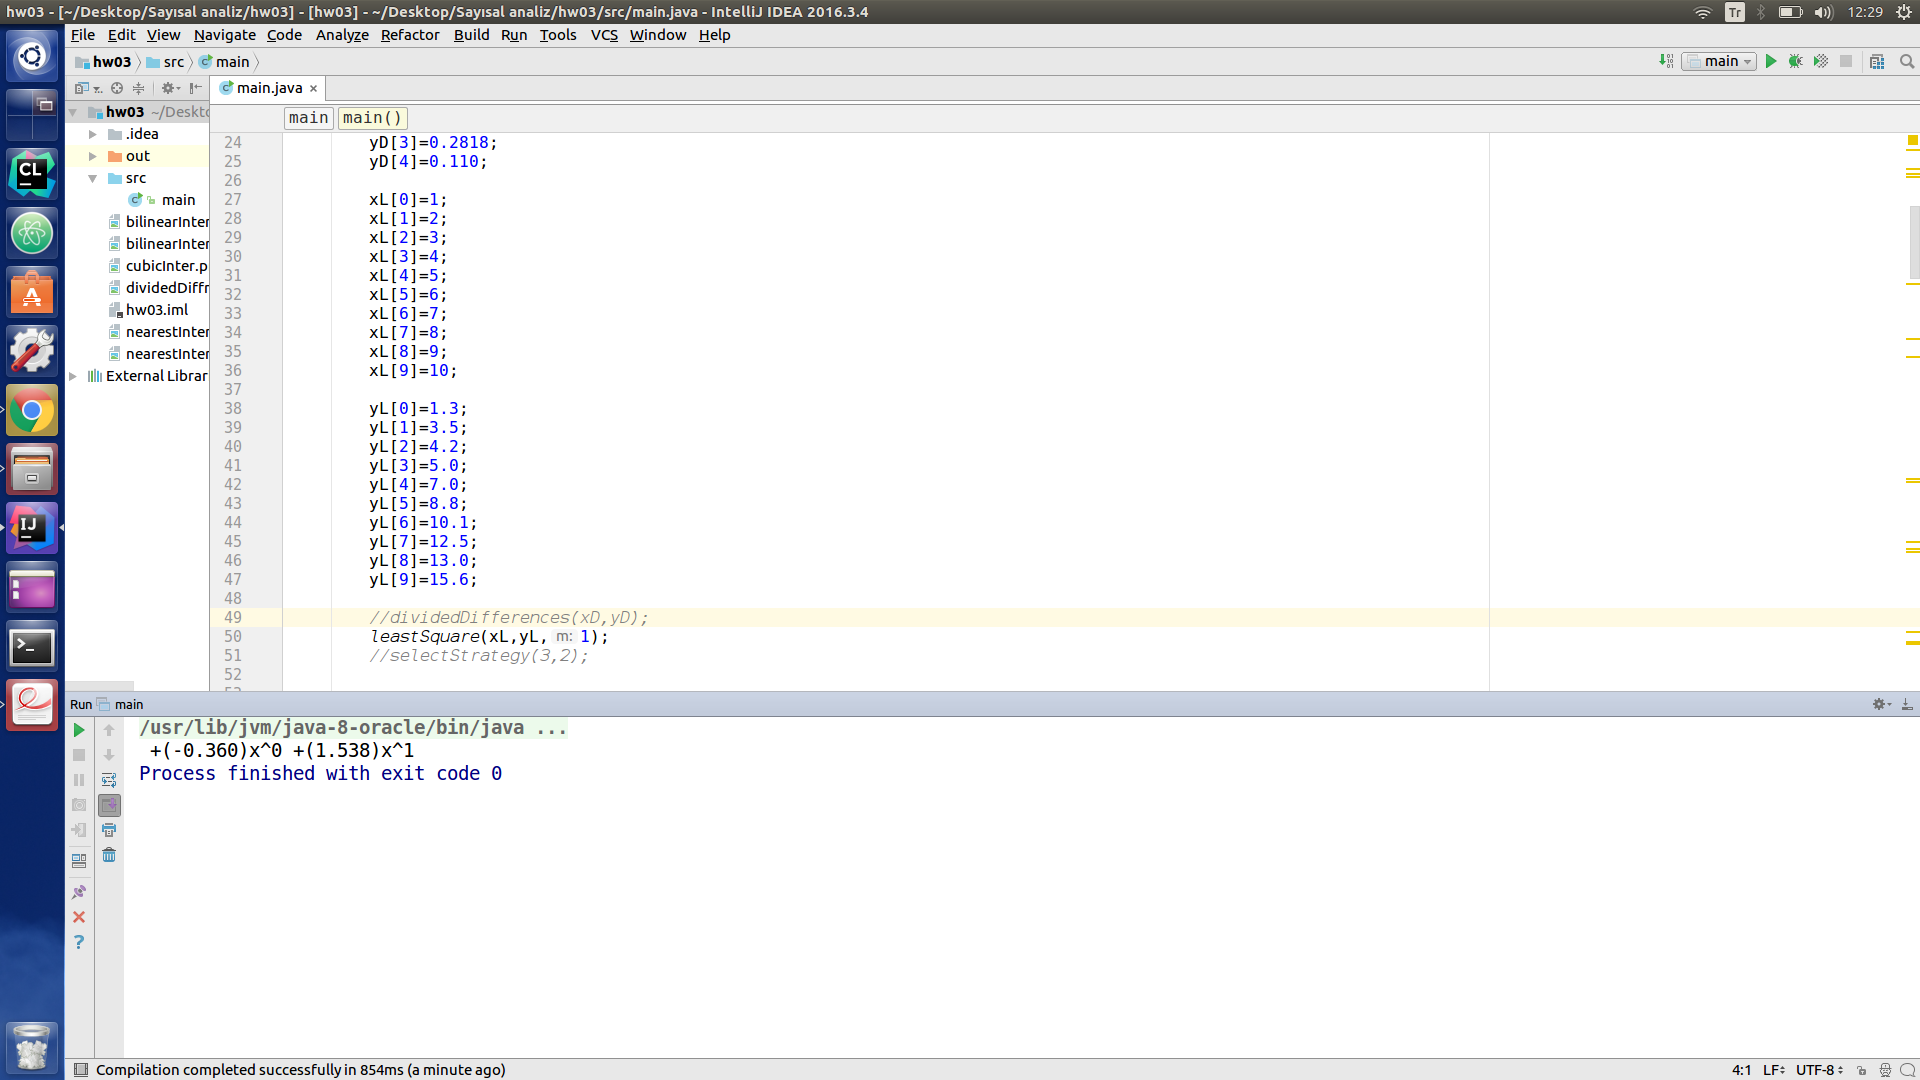 hw03 - [~/Desktop/Sayısal analiz/hw03] - [hw03] - ~/Desktop/Sayısal analiz/hw03/src/main.java - IntelliJ IDEA 2016.3.4
Tr 12:29
File Edit View Navigate Code Analyze Refactor Build Run Tools VCS Window Help
hw03 src main
main
main.java
hw03 ~/Deskto
main main()
.idea
out
src
main
bilinearInter
bilinearInter
cubicInter.p
dividedDiffr
hw03.iml
nearestInter
nearestInter
External Librar
24 yD[3]=0.2818;
25 yD[4]=0.110;
26
27 xL[0]=1;
28 xL[1]=2;
29 xL[2]=3;
30 xL[3]=4;
31 xL[4]=5;
32 xL[5]=6;
33 xL[6]=7;
34 xL[7]=8;
35 xL[8]=9;
36 xL[9]=10;
37
38 yL[0]=1.3;
39 yL[1]=3.5;
40 yL[2]=4.2;
41 yL[3]=5.0;
42 yL[4]=7.0;
43 yL[5]=8.8;
44 yL[6]=10.1;
45 yL[7]=12.5;
46 yL[8]=13.0;
47 yL[9]=15.6;
48
49 //dividedDifferences(xD,yD);
50 leastSquare(xL,yL, m: 1);
51 //selectStrategy(3,2);
52
CL
IJ
Run main
/usr/lib/jvm/java-8-oracle/bin/java ...
+(-0.360)x^0 +(1.538)x^1
Process finished with exit code 0
Compilation completed successfully in 854ms (a minute ago)
4:1 LF UTF-8